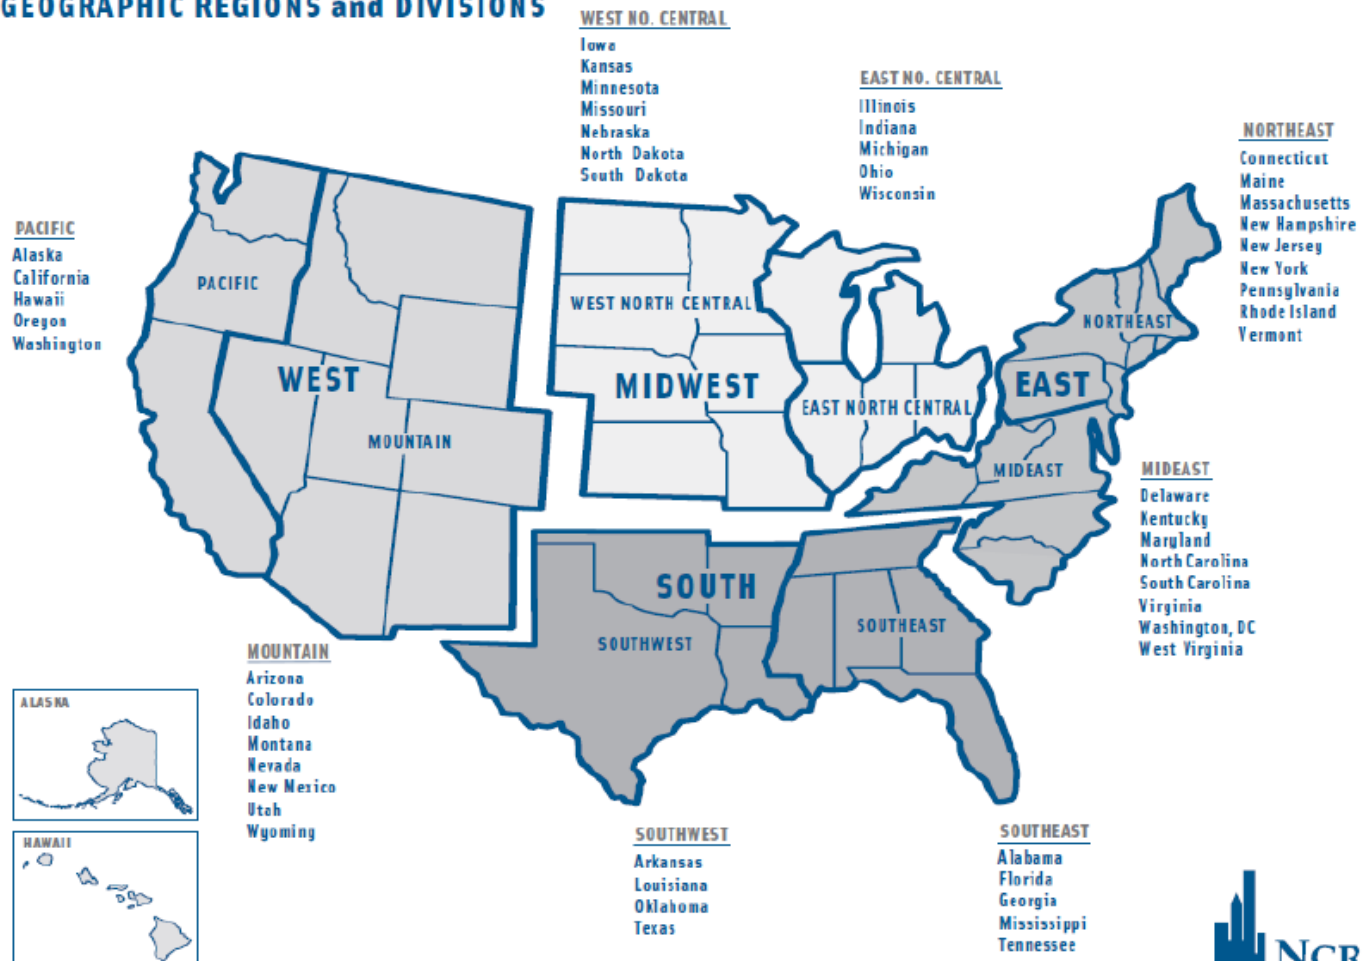 GEOGRAPHIC REGIONS and DIVISIONS
WEST NO. CENTRAL
Iowa
Kansas
Minnesota
Missouri
Nebraska
North Dakota
South Dakota
EAST NO. CENTRAL
Illinois
Indiana
Michigan
Ohio
Wisconsin
NORTHEAST
Connecticut
Maine
Massachusetts
New Hampshire
New Jersey
New York
Pennsylvania
Rhode Island
Vermont
PACIFIC
Alaska
California
Hawaii
Oregon
Washington
PACIFIC
WEST
MOUNTAIN
WEST NORTH CENTRAL
MIDWEST
EAST NORTH CENTRAL
NORTHEAST
EAST
MIDEAST
SOUTH
SOUTHWEST
SOUTHEAST
MIDEAST
Delaware
Kentucky
Maryland
North Carolina
South Carolina
Virginia
Washington, DC
West Virginia
MOUNTAIN
Arizona
Colorado
Idaho
Montana
Nevada
New Mexico
Utah
Wyoming
ALASKA
HAWAII
SOUTHWEST
Arkansas
Louisiana
Oklahoma
Texas
SOUTHEAST
Alabama
Florida
Georgia
Mississippi
Tennessee
NCR